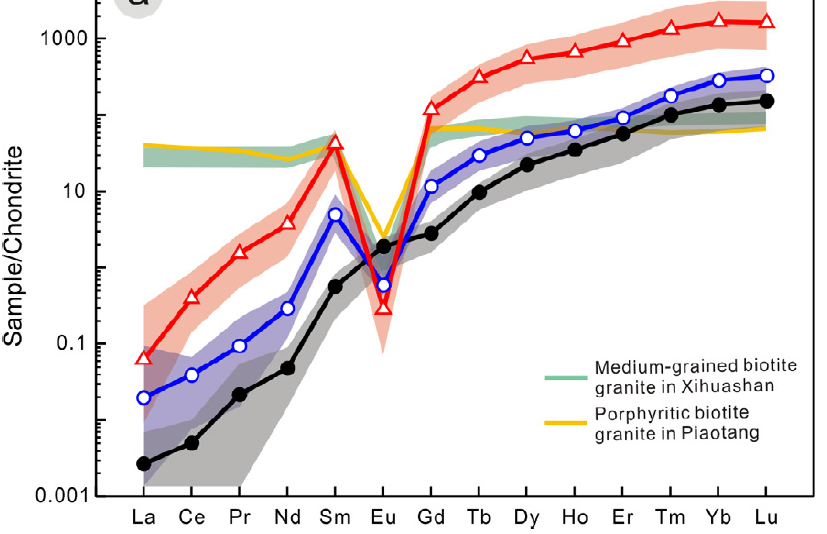 a
1000
10
0.1
0.001
Sample/Chondrite
Medium-grained biotite
granite in Xihuashan
Porphyritic biotite
granite in Piaotang
La Ce Pr Nd Sm Eu Gd Tb Dy Ho Er Tm Yb Lu